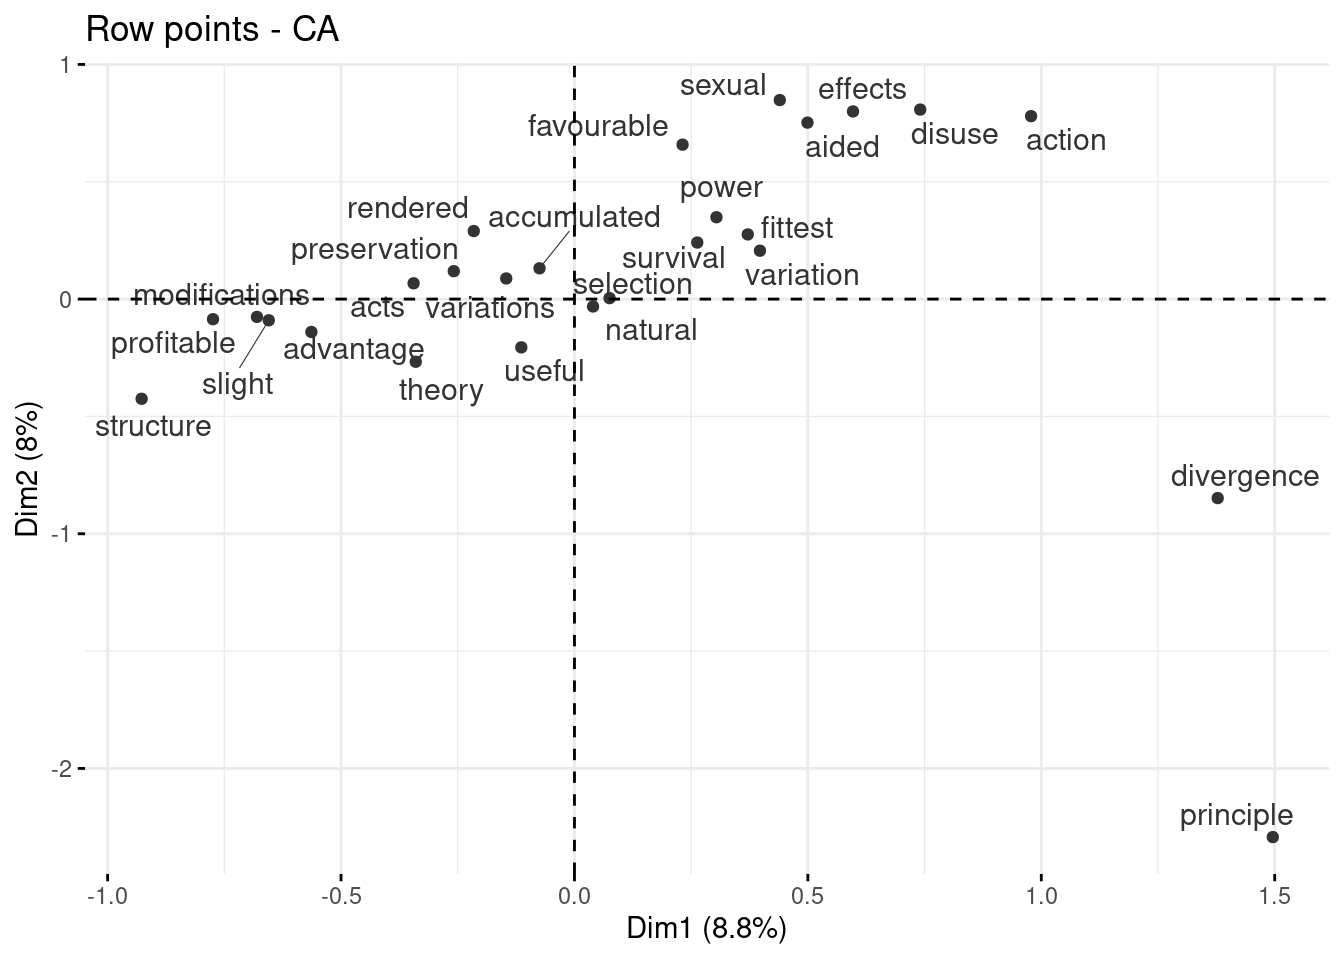 Row points - CA
1
sexual
effects
favourable
aided
disuse
action
power
rendered
accumulated
fittest
preservation
survival
variation
selection
modifications
0
acts
variations
natural
profitable
advantage
useful
slight
theory
structure
divergence
-1
-2
principle
Dim2 (8%)
-1.0
-0.5
0.0
0.5
1.0
1.5
Dim1 (8.8%)